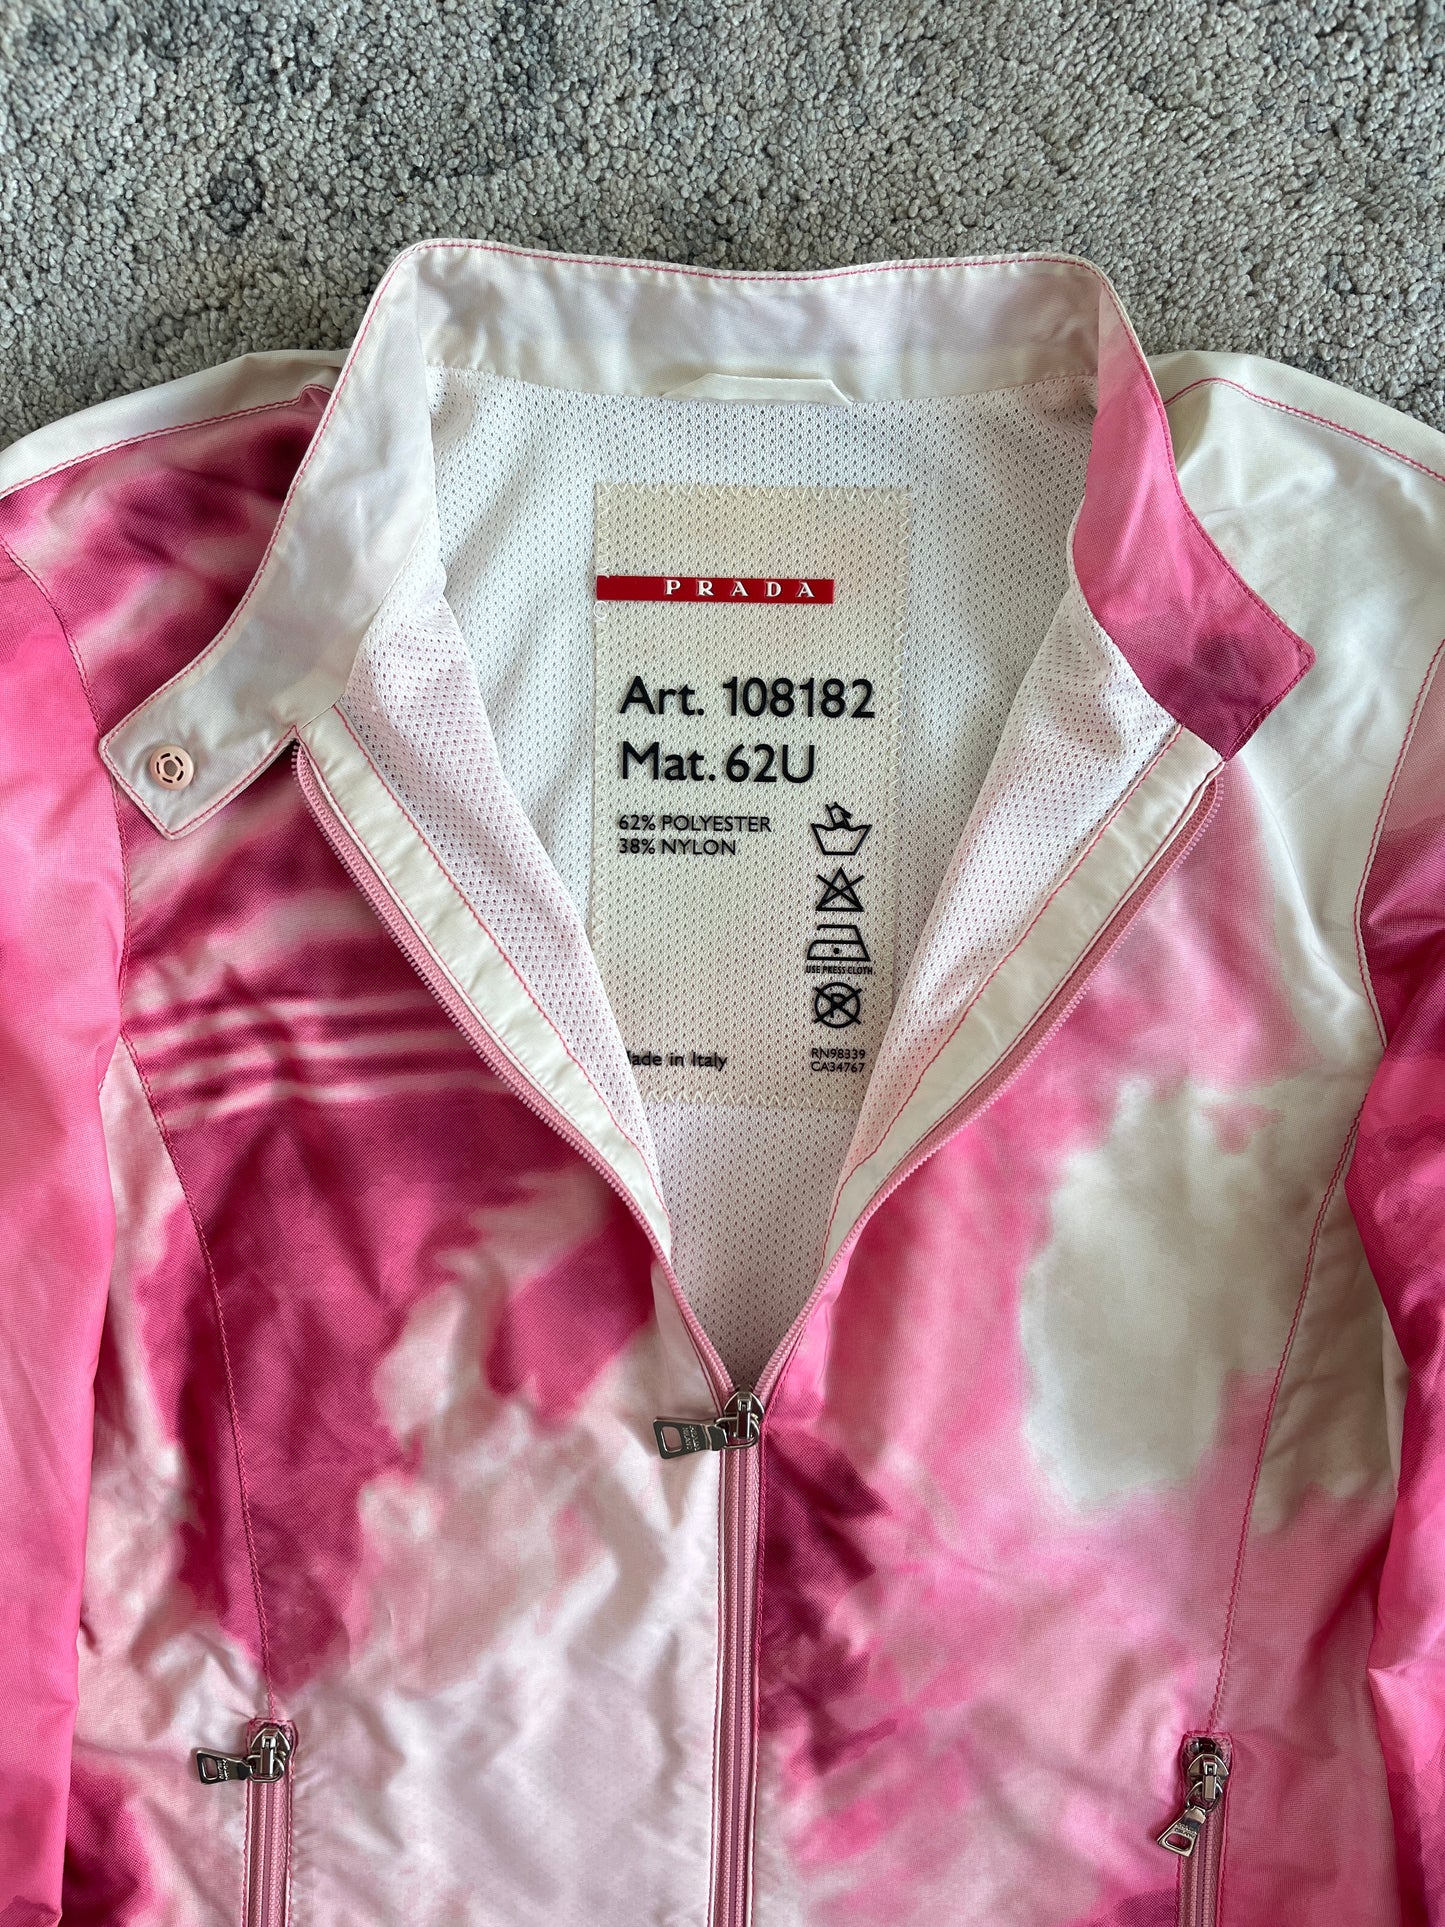 PRADA
Art. 108182
Mat. 62U
62% POLYESTER
38% NYLON
USE PRESS CLOTH
Made in Italy
RN98339
CA34767